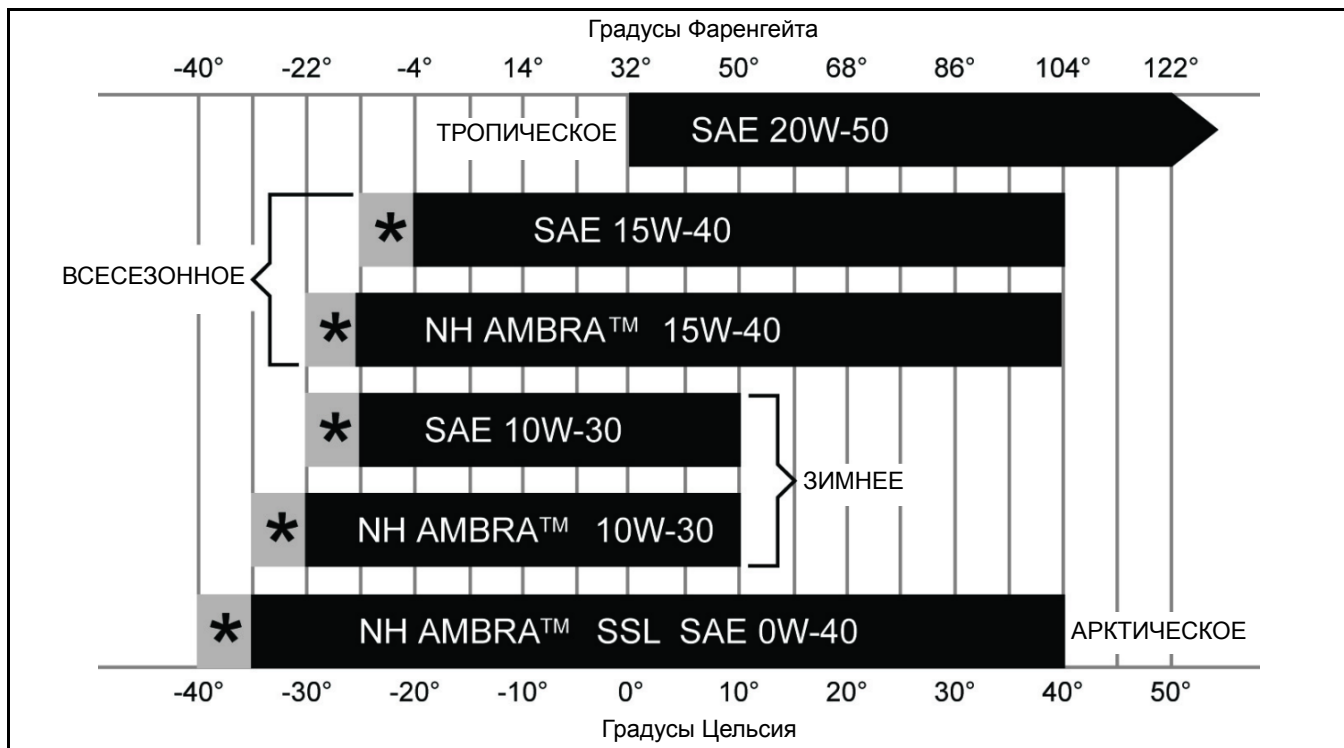 Градусы Фаренгейта
-40° -22° -4° 14° 32° 50° 68° 86° 104° 122°
ТРОПИЧЕСКОЕ SAE 20W-50
* SAE 15W-40
ВСЕСЕЗОННОЕ
* NH AMBRA™ 15W-40
* SAE 10W-30
ЗИМНЕЕ
* NH AMBRA™ 10W-30
* NH AMBRA™ SSL SAE 0W-40 АРКТИЧЕСКОЕ
-40° -30° -20° -10° 0° 10° 20° 30° 40° 50°
Градусы Цельсия